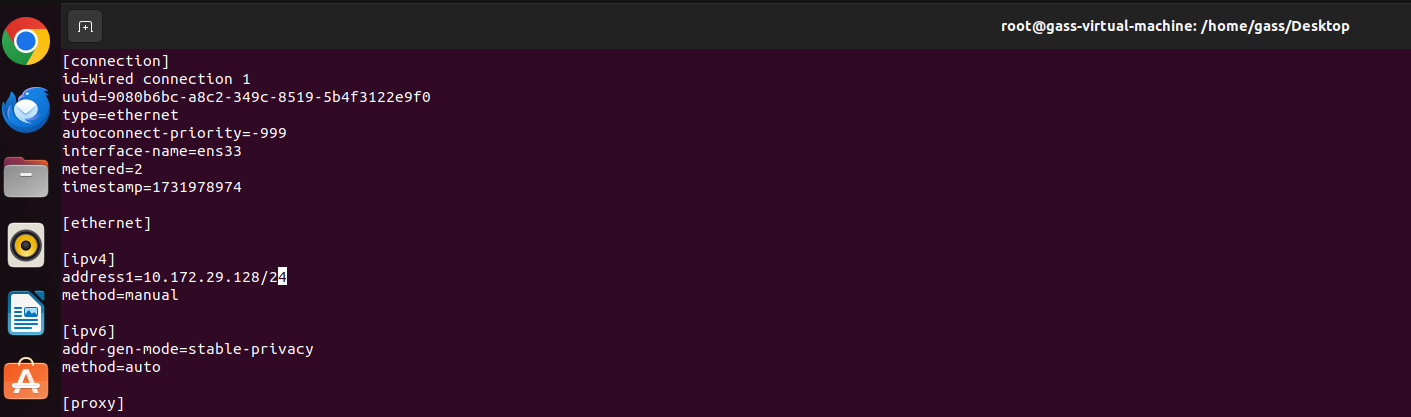 root@gass-virtual-machine: /home/gass/Desktop
[connection]
id=Wired connection 1
uuid=9080b6bc-a8c2-349c-8519-5b4f3122e9f0
type=ethernet
autoconnect-priority=-999
interface-name=ens33
metered=2
timestamp=1731978974
[ethernet]
[ipv4]
address1=10.172.29.128/24
method=manual
[ipv6]
addr-gen-mode=stable-privacy
method=auto
[proxy]